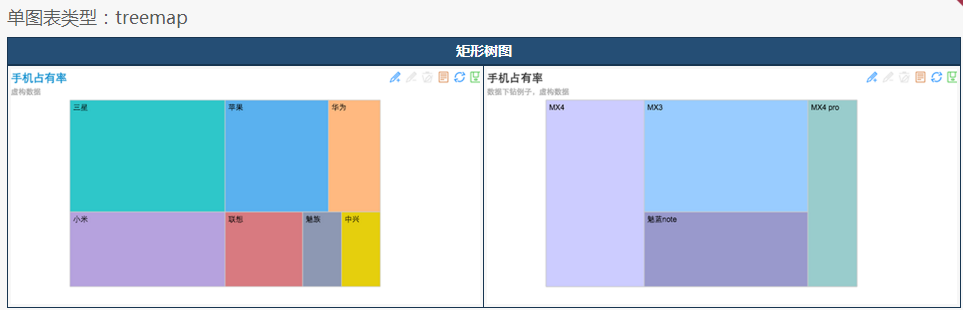 单图表类型：treemap
矩形树图
手机占有率
虚构数据
三星
苹果
华为
小米
联想
魅族
中兴
手机占有率
数据下钻例子，虚构数据
MX4
MX3
MX4 pro
魅蓝note